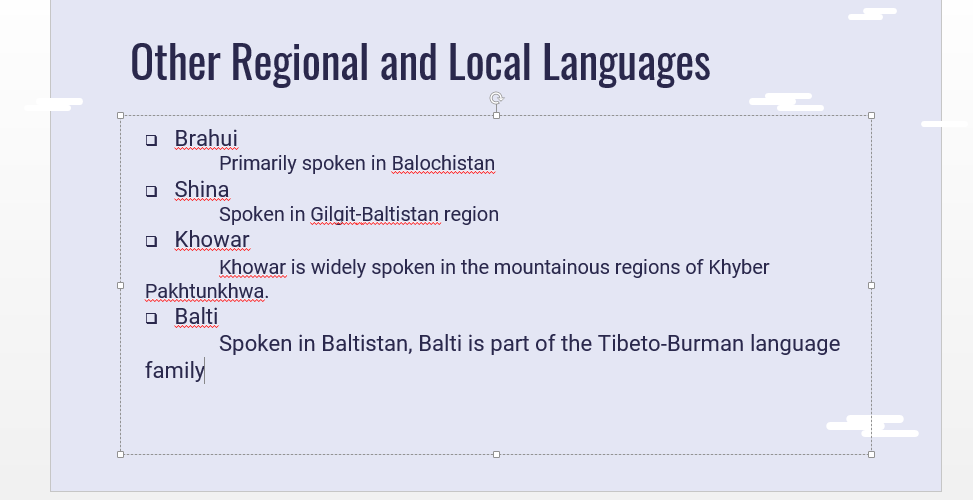 Other Regional and Local Languages
❑ Brahui
Primarily spoken in Balochistan
❑ Shina
Spoken in Gilgit-Baltistan region
❑ Khowar
Khowar is widely spoken in the mountainous regions of Khyber
Pakhtunkhwa.
❑ Balti
Spoken in Baltistan, Balti is part of the Tibeto-Burman language
family